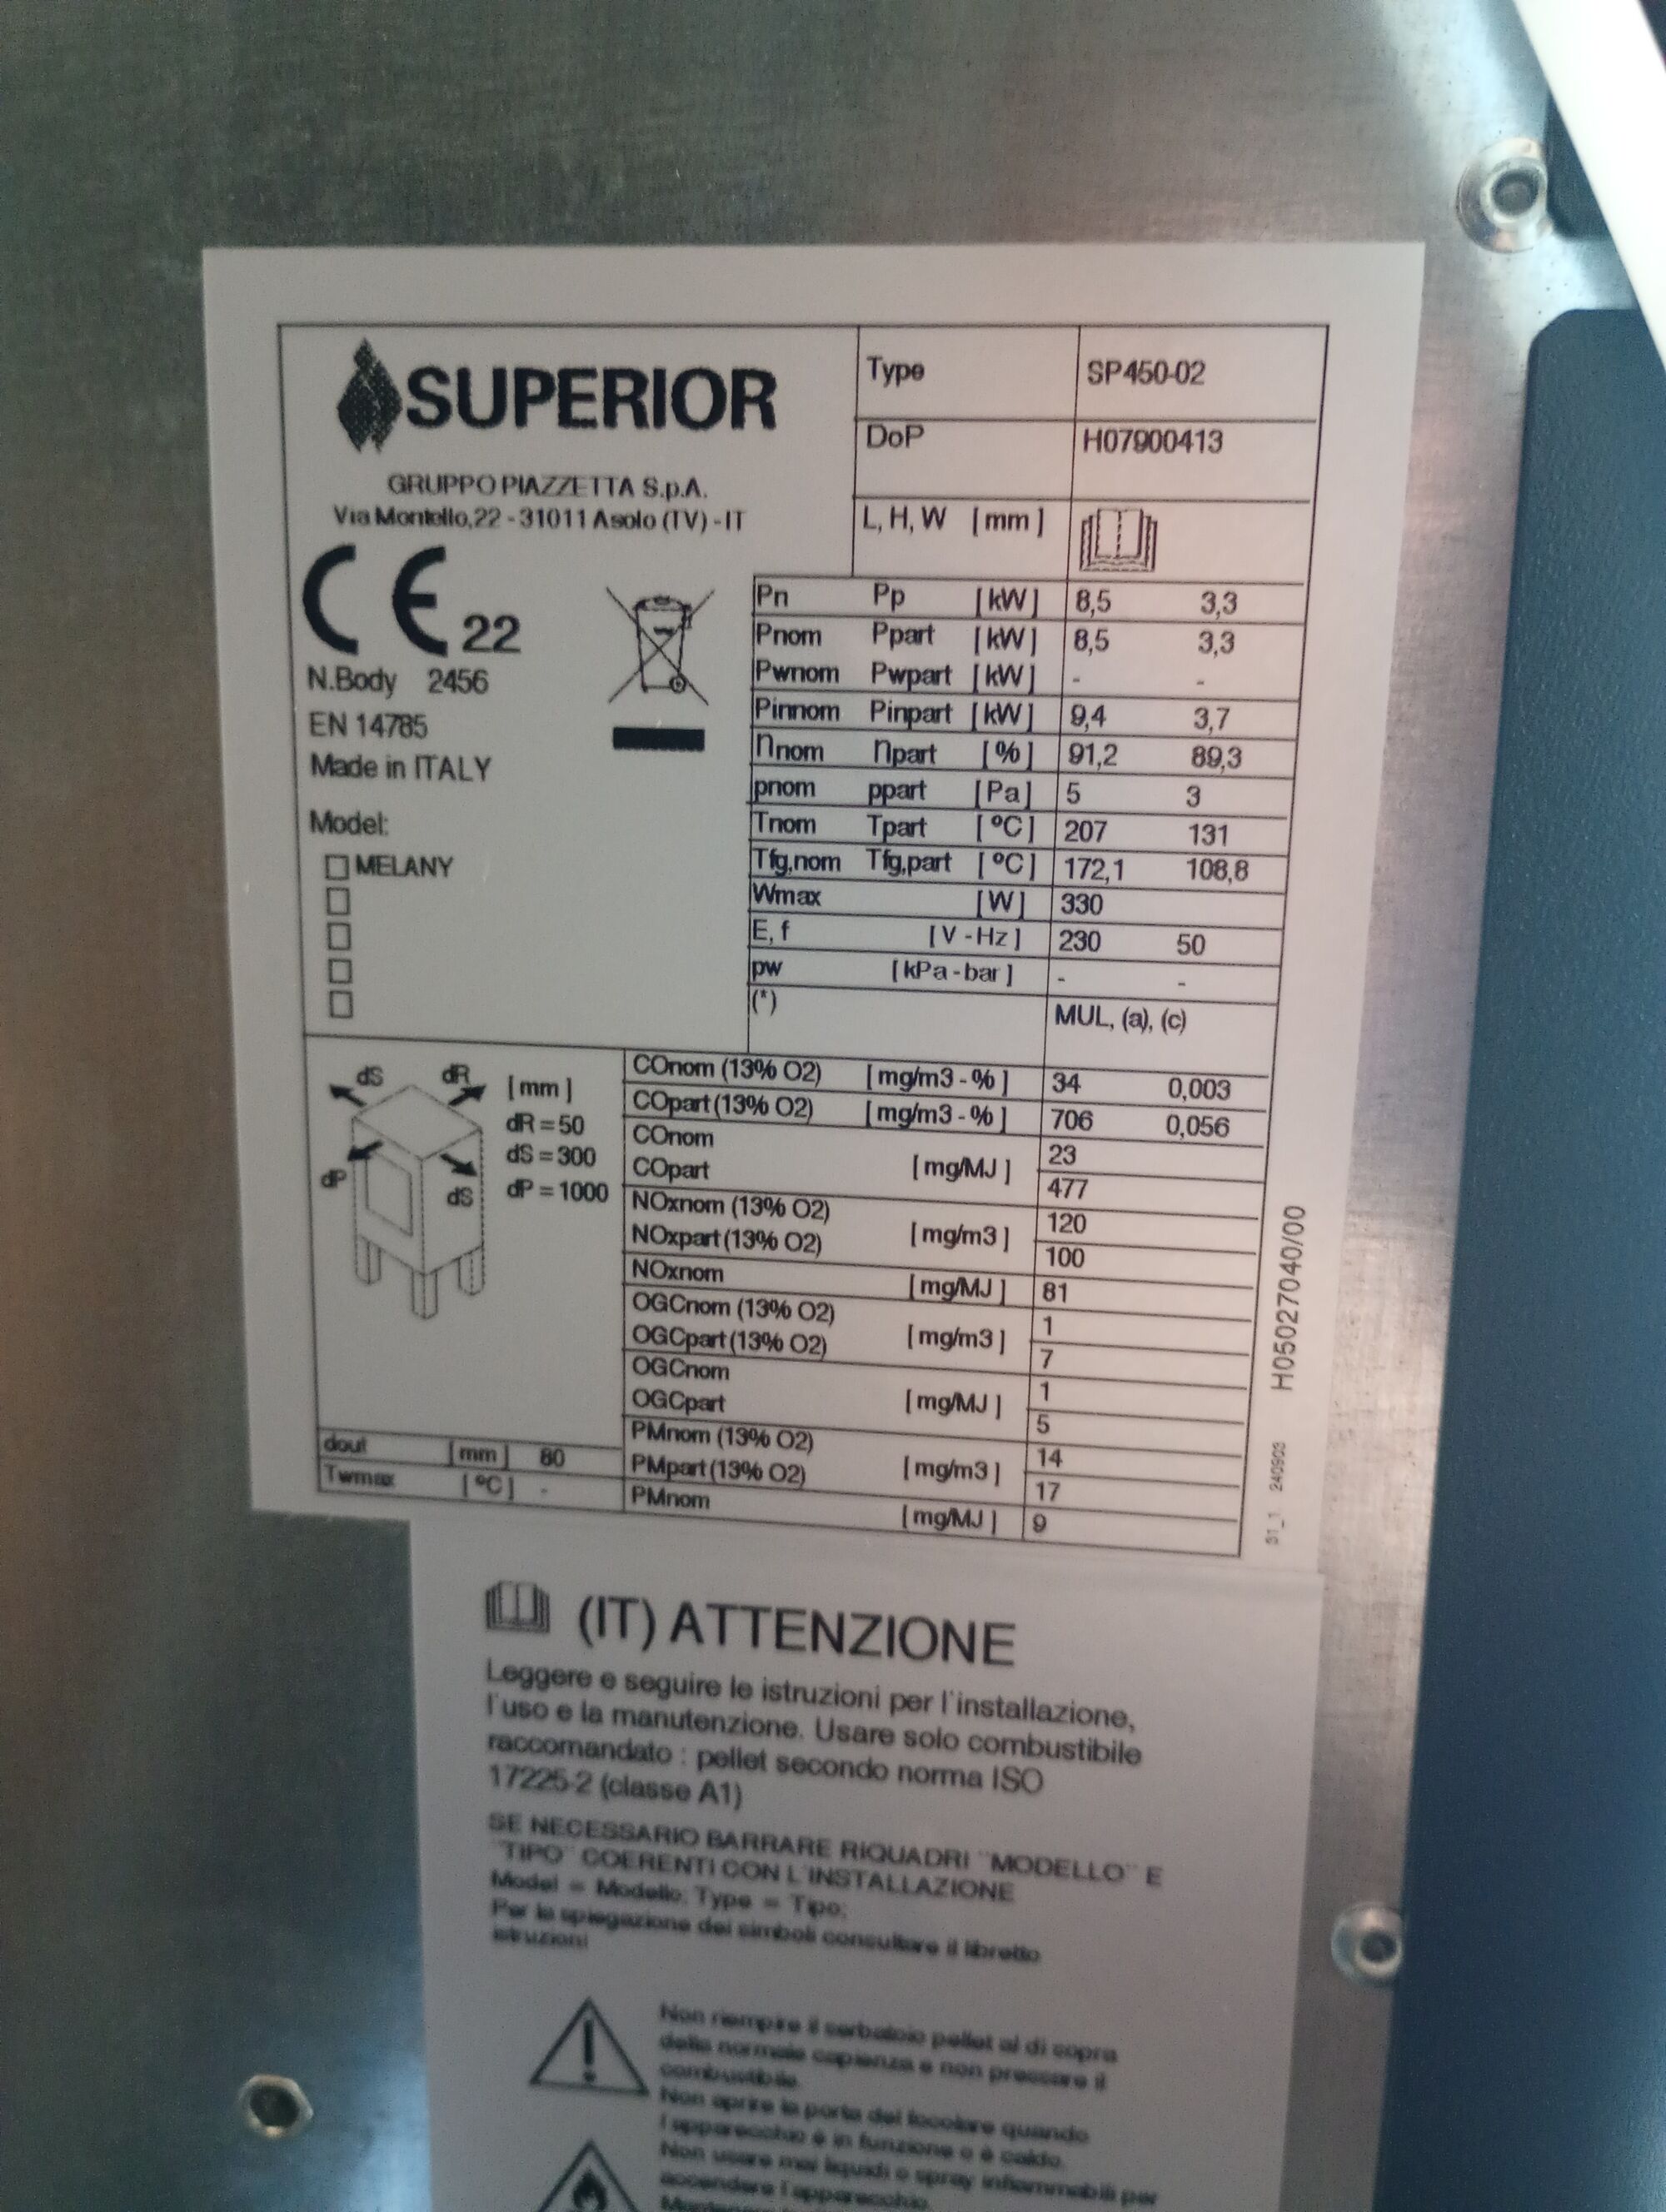 SUPERIOR
GRUPPO PIAZZETTA S.p.A.
Via Montello,22 - 31011 Asolo (TV) - IT
CE 22
N.Body 2456
EN 14785
Made in ITALY
Model:
MELANY
Type SP450-02
DoP H07900413
L, H, W [mm]
Pn Pp [kW] 8,5 3,3
Pnom Ppart [kW] 8,5 3,3
Pwnom Pwpart [kW] - -
Pinnom Pinpart [kW] 9,4 3,7
ηnom ηpart [%] 91,2 89,3
pnom ppart [Pa] 5 3
Tnom Tpart [ºC] 207 131
Tfg,nom Tfg,part [ºC] 172,1 108,8
Wmax [W] 330
E, f [V-Hz] 230 50
pw [kPa-bar] - -
(*) MUL, (a), (c)
dS dR [mm]
dR = 50
dS = 300
dP dS dP = 1000
dout [mm] 80
Twmax [ºC] -
COnom (13% O2) [mg/m3 - %] 34 0,003
COpart (13% O2) [mg/m3 - %] 706 0,056
COnom 23
COpart [mg/MJ] 477
NOxnom (13% O2) 120
NOxpart (13% O2) [mg/m3] 100
NOxnom [mg/MJ] 81
OGCnom (13% O2) 1
OGCpart (13% O2) [mg/m3] 7
OGCnom 1
OGCpart [mg/MJ] 5
PMnom (13% O2) 14
PMpart (13% O2) [mg/m3] 17
PMnom [mg/MJ] 9
240903 H05027040/00
(IT) ATTENZIONE
Leggere e seguire le istruzioni per l'installazione,
l'uso e la manutenzione. Usare solo combustibile
raccomandato : pellet secondo norma ISO
17225-2 (classe A1)
SE NECESSARIO BARRARE RIQUADRI "MODELLO" E
"TIPO" COERENTI CON L'INSTALLAZIONE
Model = Modello; Type = Tipo;
Per la spiegazione dei simboli consultare il libretto
istruzioni
Non riempire il serbatoio pellet al di sopra
della normale capienza e non pressare il
combustibile.
Non aprire la porta del focolare quando
l'apparecchio è in funzione o è caldo.
Non usare mai liquidi o spray infiammabili per
accendere l'apparecchio.